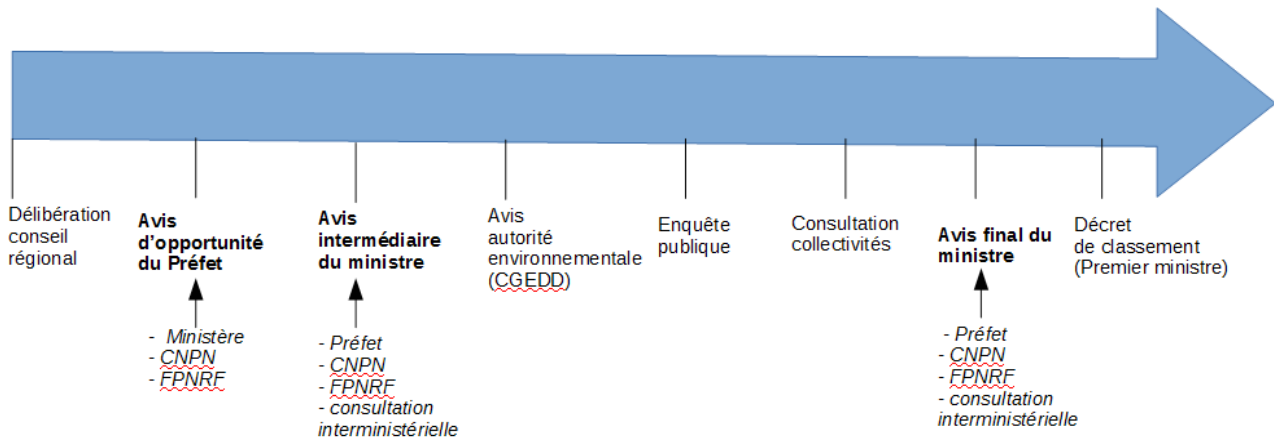 Délibération
conseil
régional
Avis
d'opportunité
du Préfet
- Ministère
- CNPN
- FPNRF
Avis
intermédiaire
du ministre
- Préfet
- CNPN
- FPNRF
- consultation
interministérielle
Avis
autorité
environnementale
(CGEDD)
Enquête
publique
Consultation
collectivités
Avis final du
ministre
- Préfet
- CNPN
- FPNRF
- consultation
interministérielle
Décret
de classement
(Premier ministre)